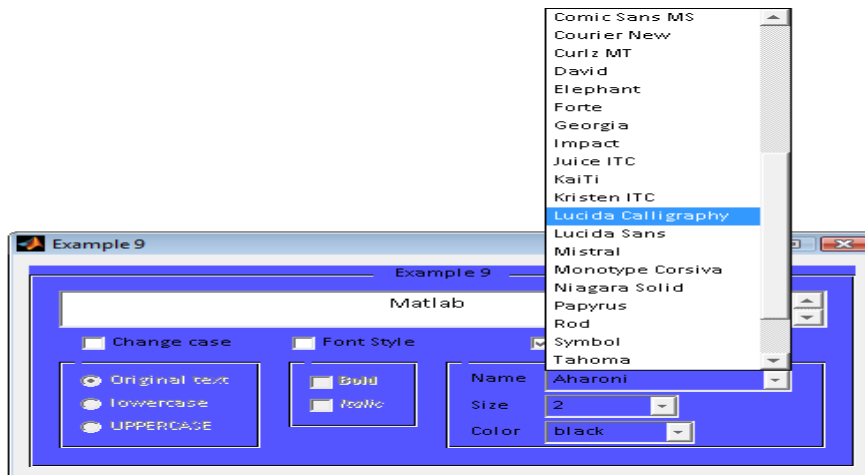 Comic Sans MS
Courier New
Curlz MT
David
Elephant
Forte
Georgia
Impact
Juice ITC
KaiTi
Kristen ITC
Lucida Calligraphy
Lucida Sans
Mistral
Monotype Corsiva
Niagara Solid
Papyrus
Rod
Symbol
Tahoma
Example 9
Example 9
Matlab
Change case
Font Style
Original text
lowercase
UPPERCASE
Bold
Italic
Name Aharoni
Size 2
Color black